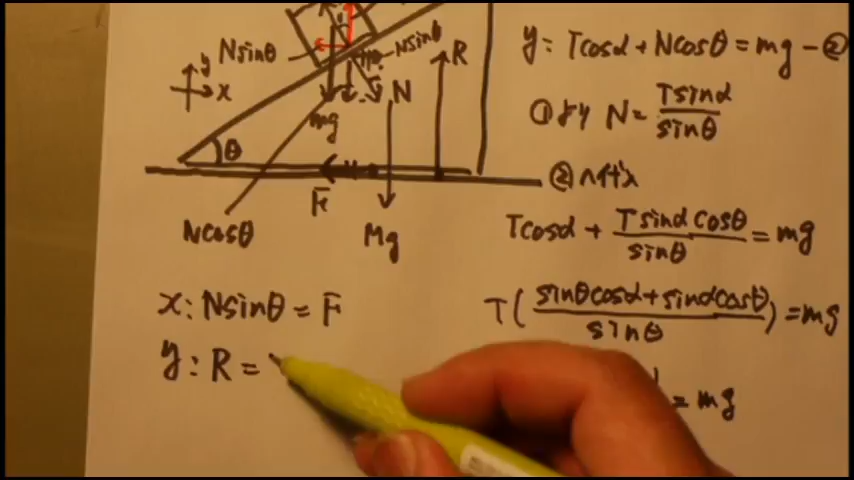 Nsinθ
Nsinθ
y
x
mg
N
R
θ
F
Ncosθ
Mg
x: Nsinθ = F
y: R =
y: Tcosα + Ncosθ = mg -②
①より N = Tsinα / sinθ
②へ代入
Tcosα + Tsinα cosθ / sinθ = mg
T( sinθcosα + sinαcosθ / sinθ ) = mg
= mg